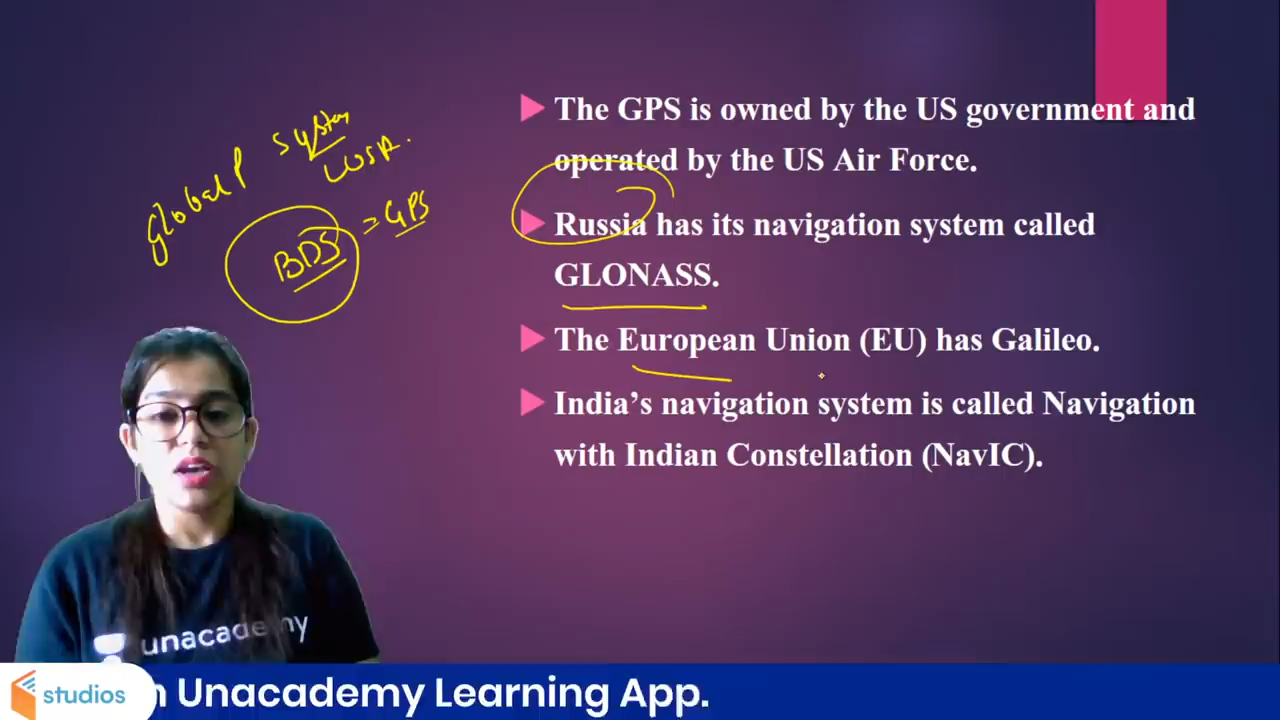 The GPS is owned by the US government and
operated by the US Air Force.
Russia has its navigation system called
GLONASS.
The European Union (EU) has Galileo.
India's navigation system is called Navigation
with Indian Constellation (NavIC).
Global P System
BDS = GPS
unacademy
studios
n Unacademy Learning App.